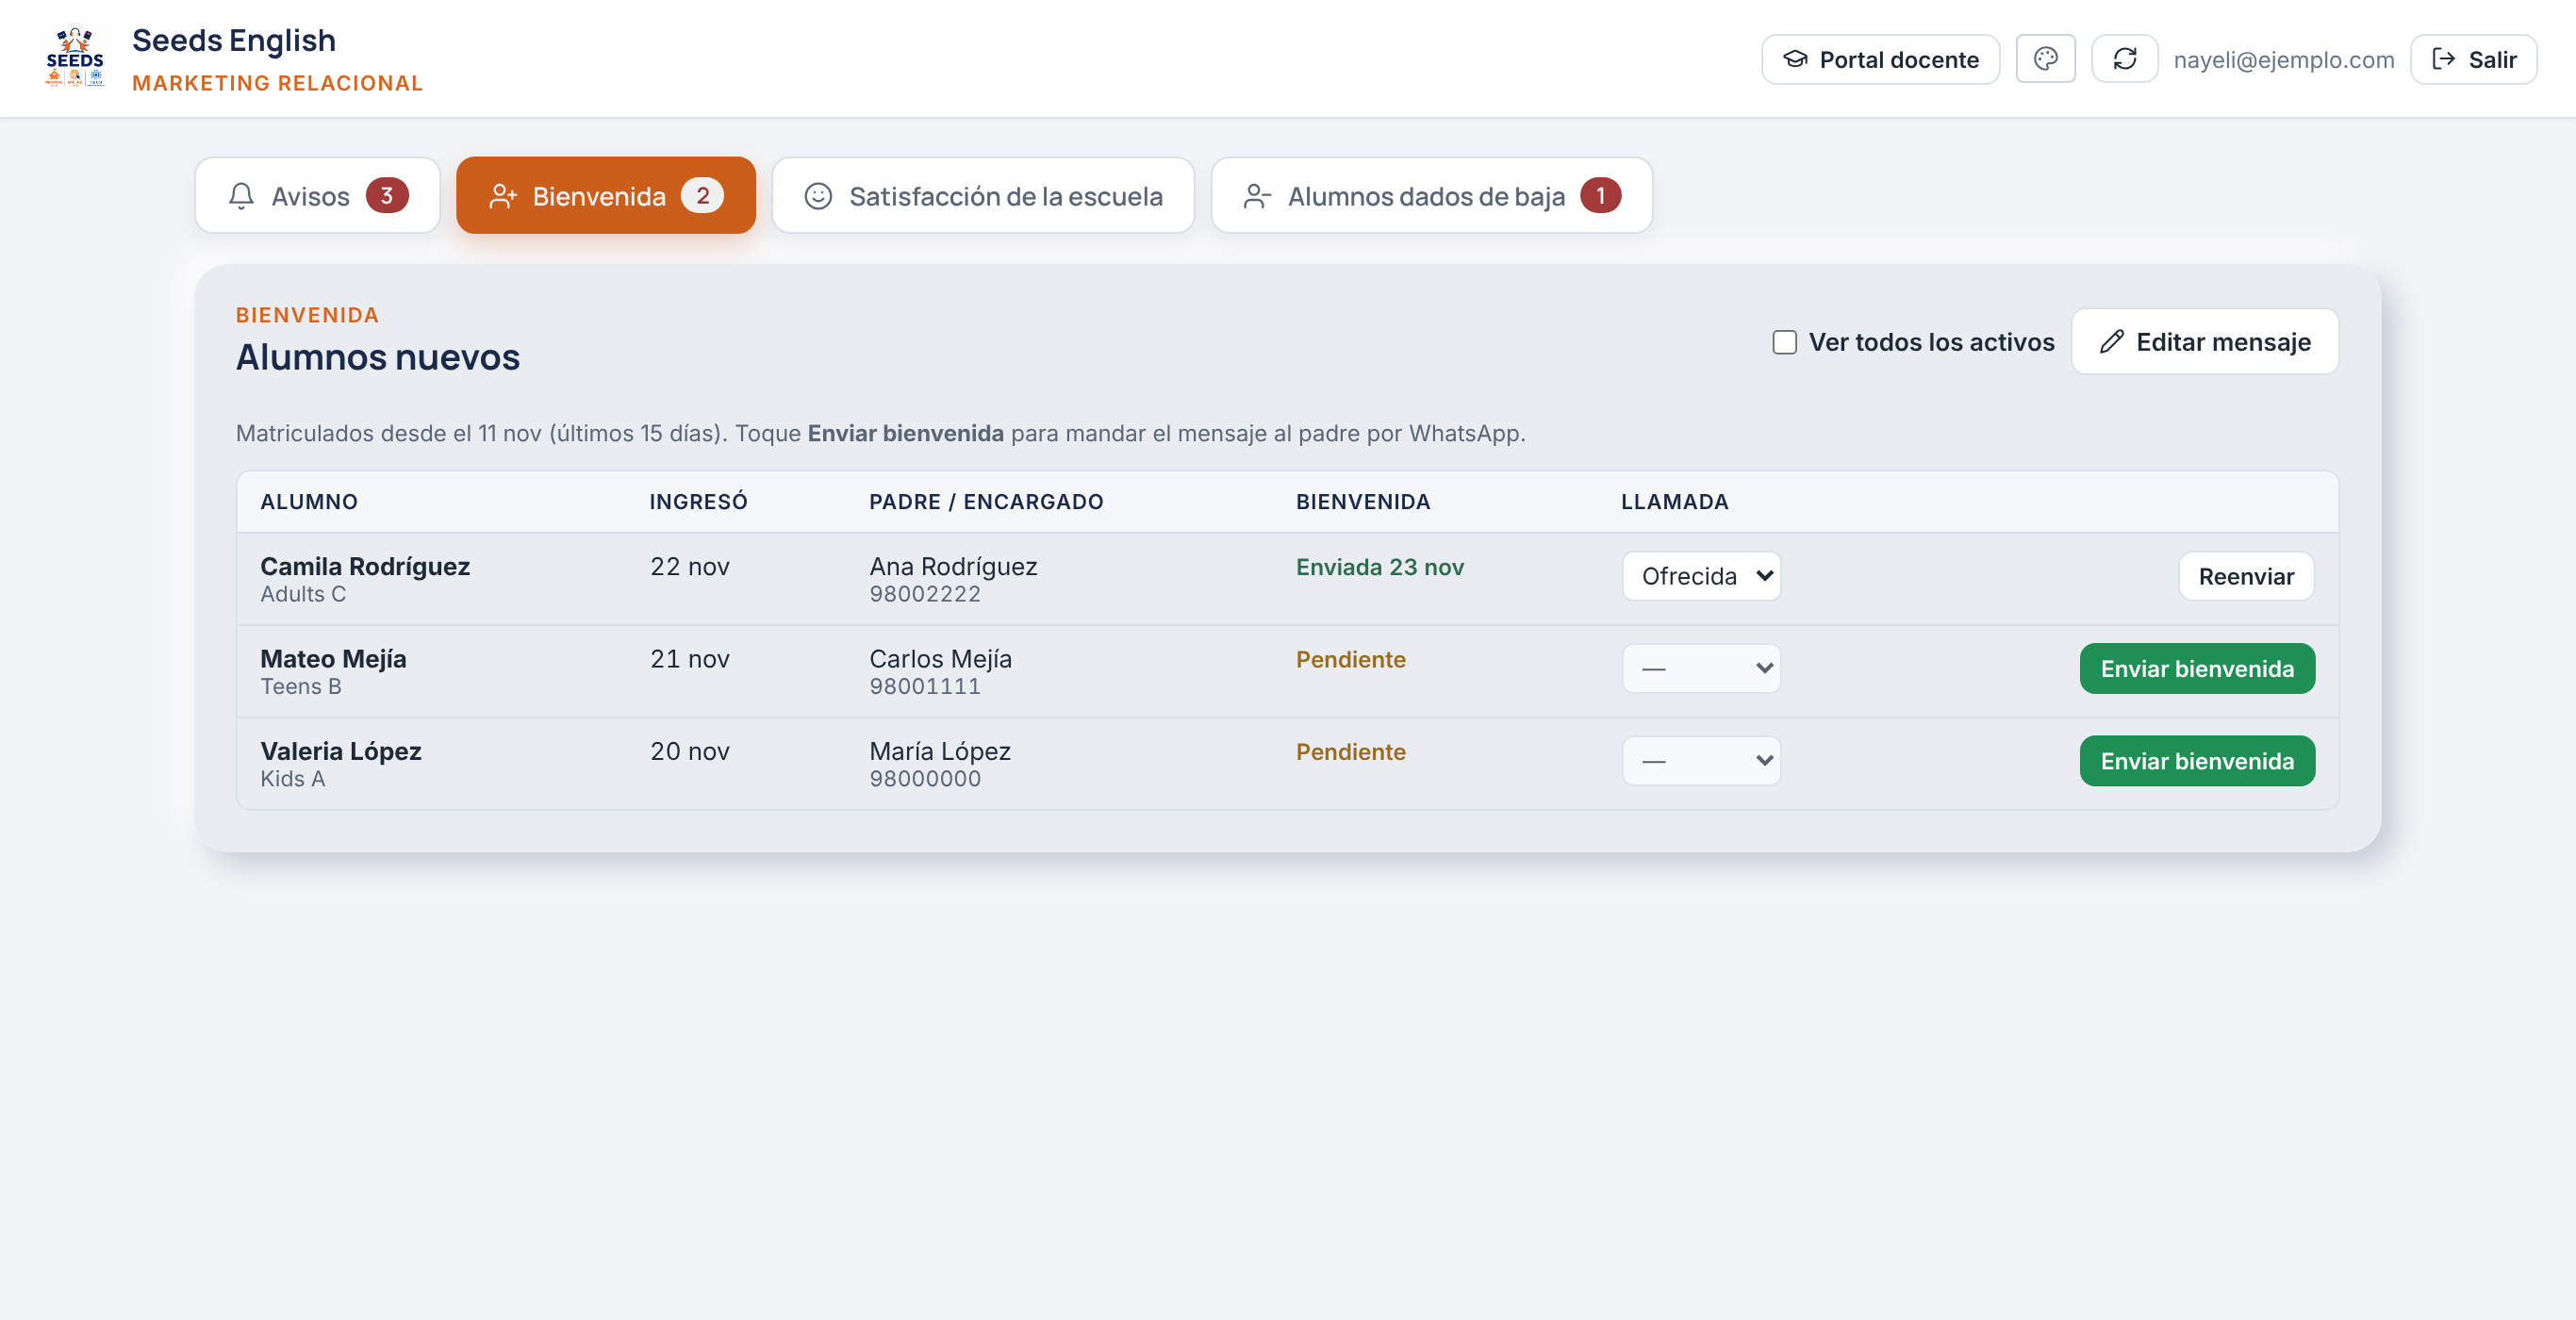 SEEDS
Seeds English
MARKETING RELACIONAL
Portal docente
nayeli@ejemplo.com
Salir
Avisos 3
Bienvenida 2
Satisfacción de la escuela
Alumnos dados de baja 1
BIENVENIDA
Alumnos nuevos
Ver todos los activos
Editar mensaje
Matriculados desde el 11 nov (últimos 15 días). Toque Enviar bienvenida para mandar el mensaje al padre por WhatsApp.
ALUMNO INGRESÓ PADRE / ENCARGADO BIENVENIDA LLAMADA
Camila Rodríguez 22 nov Ana Rodríguez Enviada 23 nov Ofrecida Reenviar
Adults C 98002222
Mateo Mejía 21 nov Carlos Mejía Pendiente — Enviar bienvenida
Teens B 98001111
Valeria López 20 nov María López Pendiente — Enviar bienvenida
Kids A 98000000